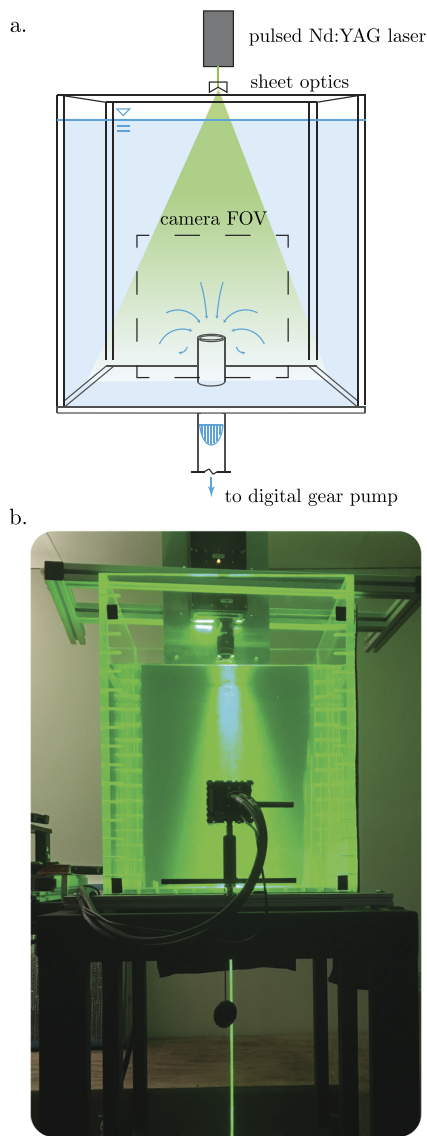 a.
pulsed Nd:YAG laser
sheet optics
camera FOV
to digital gear pump
b.